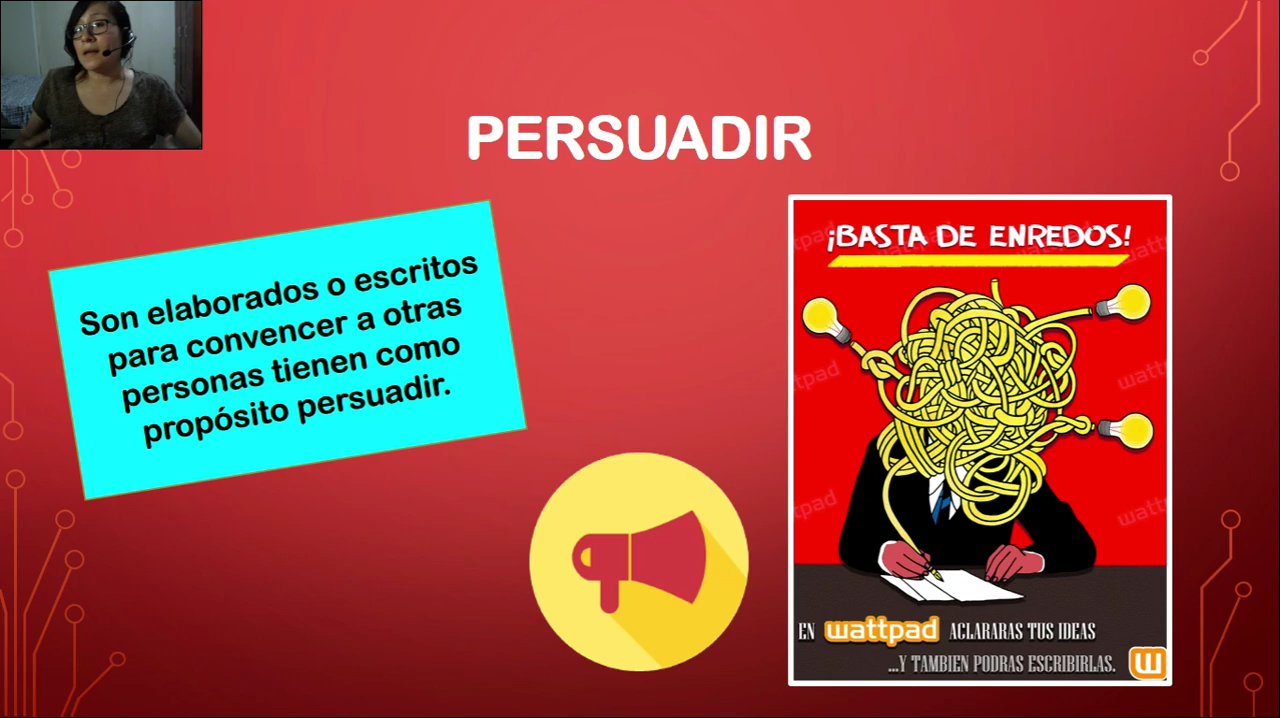 PERSUADIR
Son elaborados o escritos
para convencer a otras
personas tienen como
propósito persuadir.
¡BASTA DE ENREDOS!
EN wattpad ACLARARAS TUS IDEAS
...Y TAMBIEN PODRAS ESCRIBIRLAS.